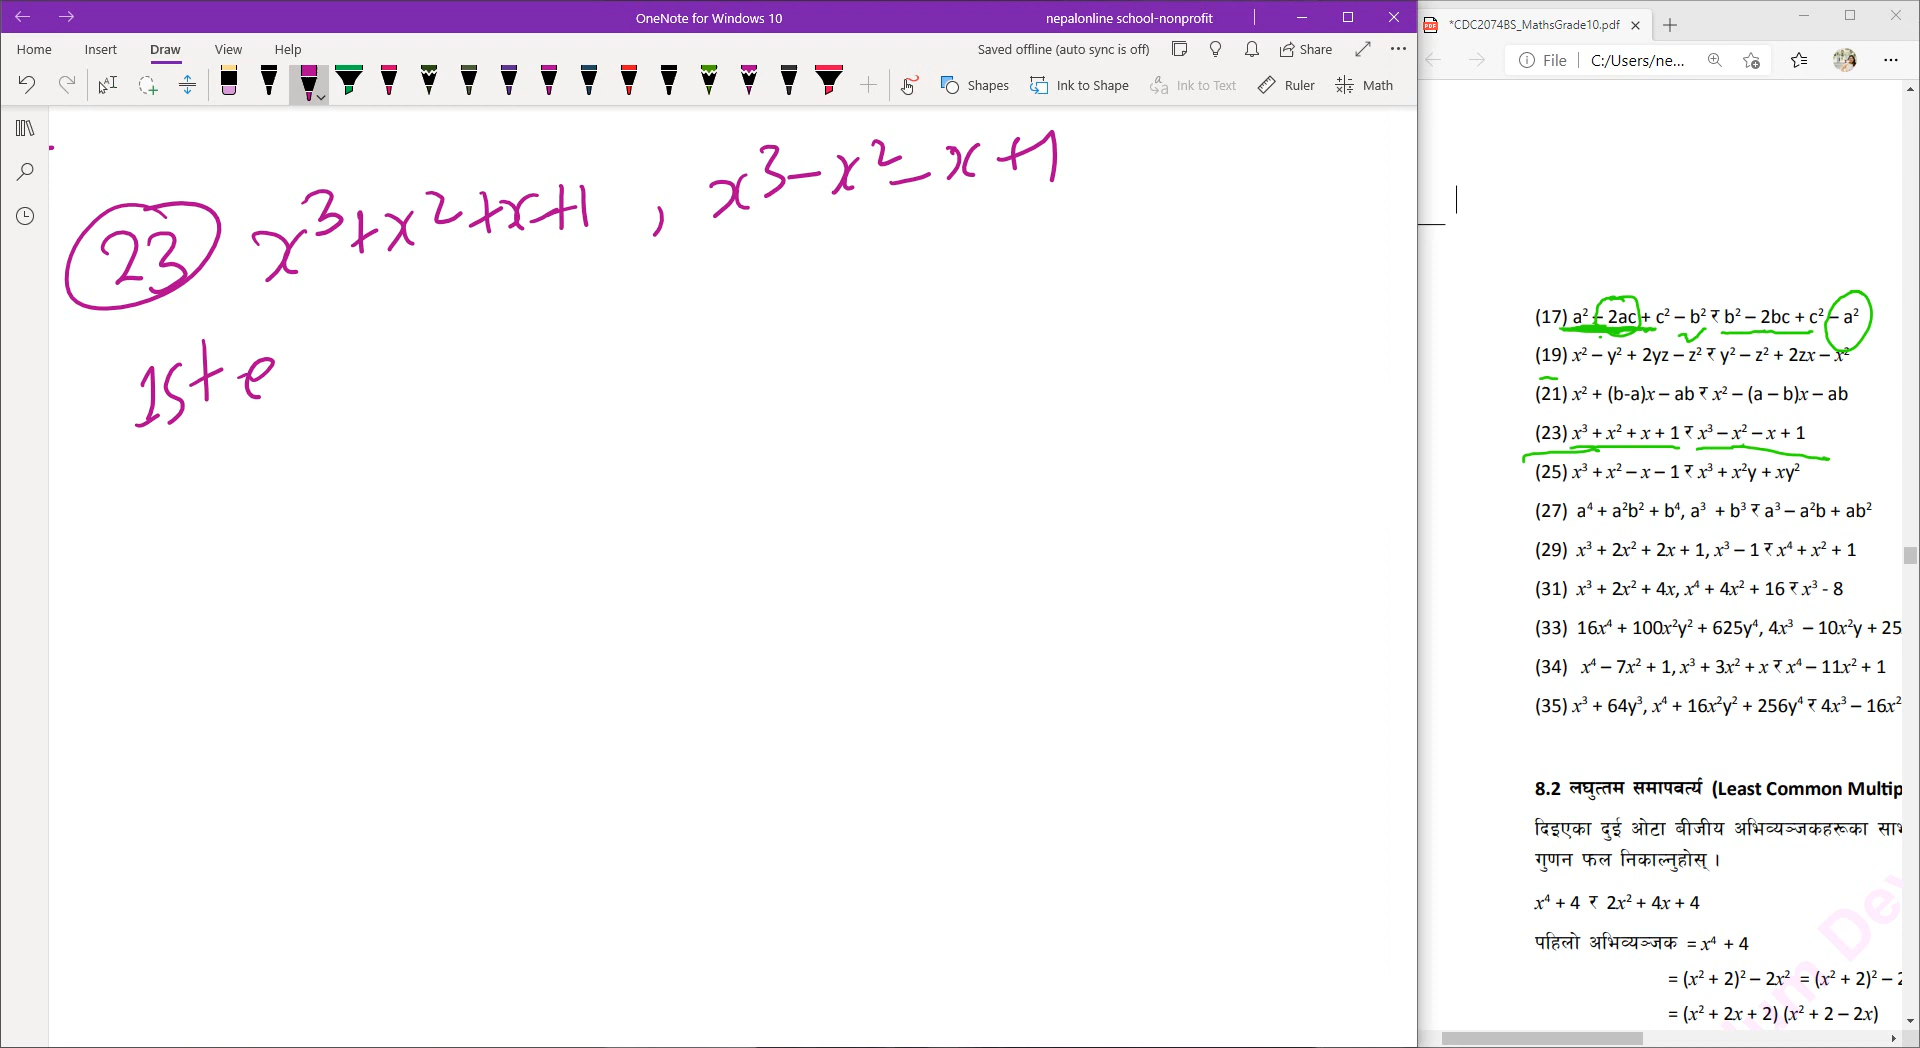 OneNote for Windows 10
nepalonline school-nonprofit
Home Insert Draw View Help
Saved offline (auto sync is off)
Share
Shapes Ink to Shape Ink to Text Ruler Math
23 x³+x²+x+1 , x³-x²-x+1
1st e
*CDC2074BS_MathsGrade10.pdf
File C:/Users/ne...
(17) a² – 2ac + c² – b² र b² – 2bc + c² – a²
(19) x² – y² + 2yz – z² र y² – z² + 2zx – x²
(21) x² + (b-a)x – ab र x² – (a – b)x – ab
(23) x³ + x² + x + 1 र x³ – x² – x + 1
(25) x³ + x² – x – 1 र x³ + x²y + xy²
(27) a⁴ + a²b² + b⁴, a³ + b³ र a³ – a²b + ab²
(29) x³ + 2x² + 2x + 1, x³ – 1 र x⁴ + x² + 1
(31) x³ + 2x² + 4x, x⁴ + 4x² + 16 र x³ - 8
(33) 16x⁴ + 100x²y² + 625y⁴, 4x³ – 10x²y + 25
(34) x⁴ – 7x² + 1, x³ + 3x² + x र x⁴ – 11x² + 1
(35) x³ + 64y³, x⁴ + 16x²y² + 256y⁴ र 4x³ – 16x²
8.2 लघुत्तम समापवर्त्य (Least Common Multip
दिइएका दुई ओटा बीजीय अभिव्यञ्जकहरूका
गुणन फल निकाल्नुहोस् ।
x⁴ + 4 र 2x² + 4x + 4
पहिलो अभिव्यञ्जक = x⁴ + 4
= (x² + 2)² – 2x² = (x² + 2)² – 2
= (x² + 2x + 2) (x² + 2 – 2x)